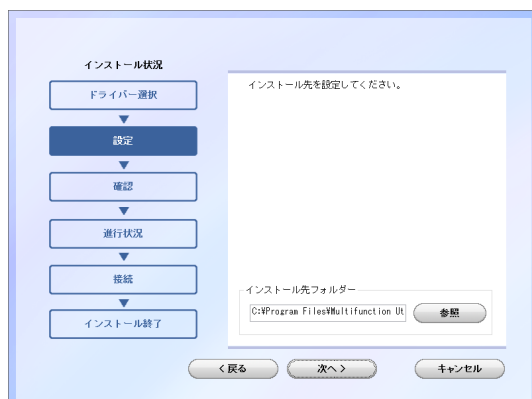 インストール状況
ドライバー選択
設定
確認
進行状況
接続
インストール終了
インストール先を設定してください。
インストール先フォルダー
C:¥Program Files¥Multifunction Ut
参照
<戻る
次へ>
キャンセル